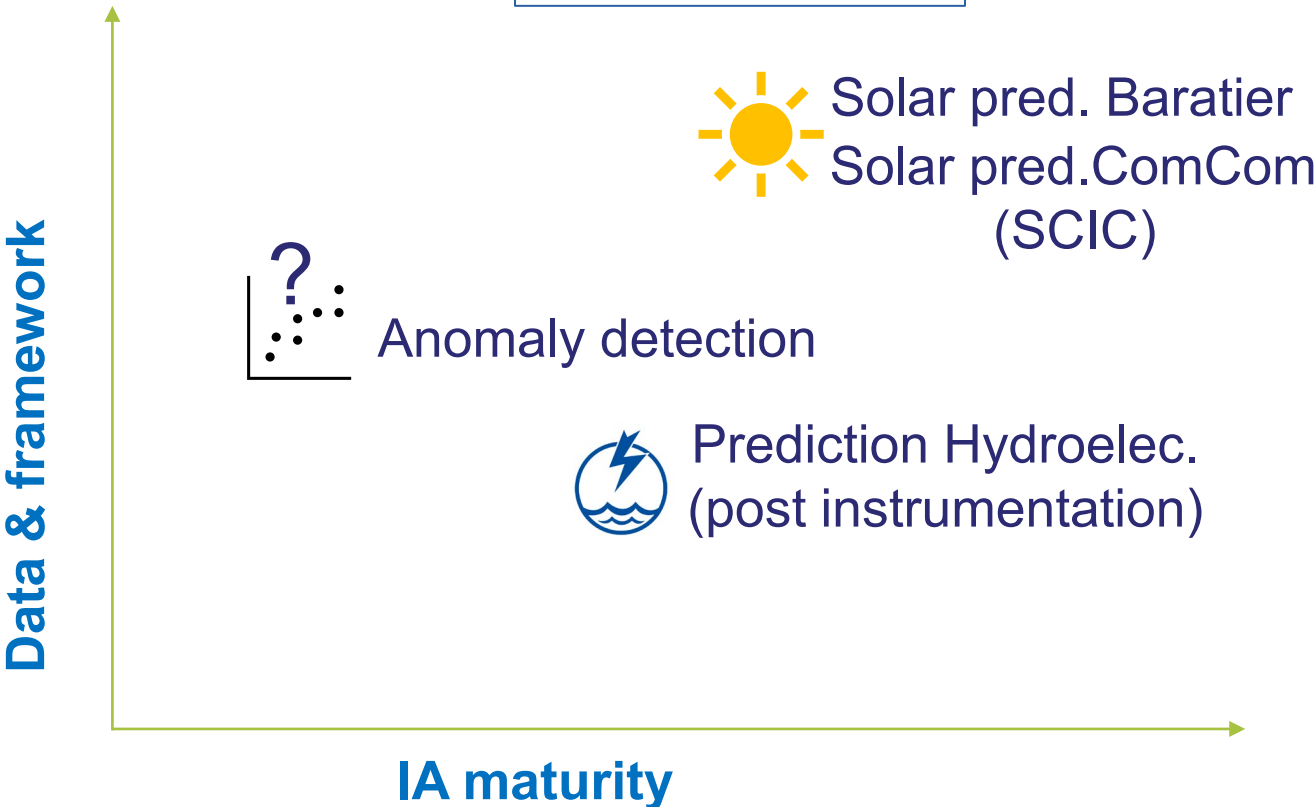 Solar pred. Baratier
Solar pred.ComCom
(SCIC)
?
Anomaly detection
Prediction Hydroelec.
(post instrumentation)
Data & framework
IA maturity